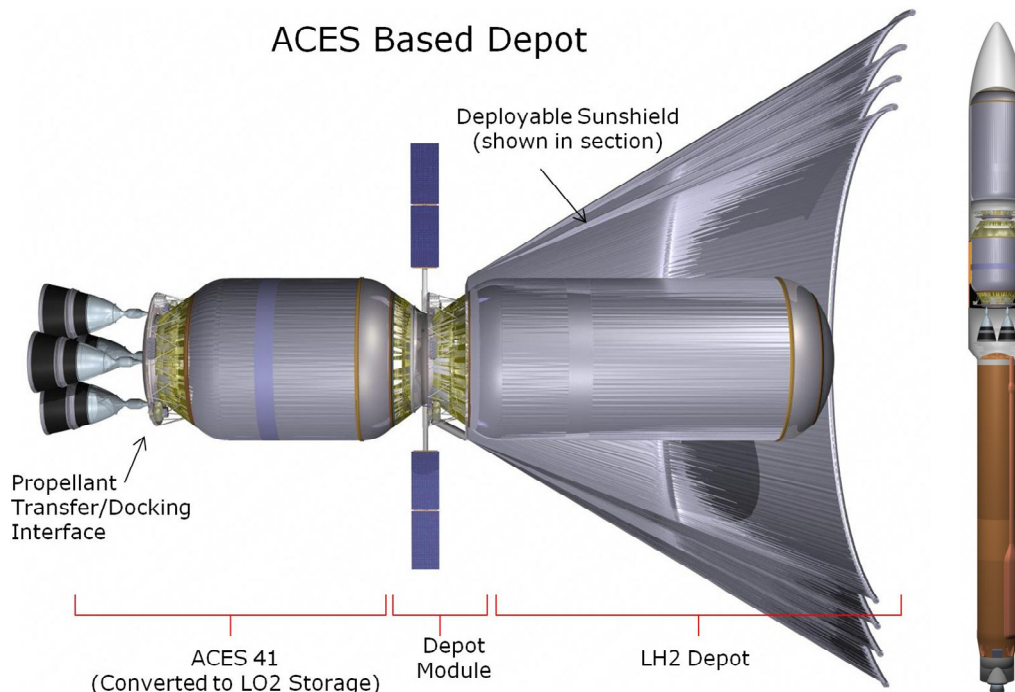 ACES Based Depot
Deployable Sunshield
(shown in section)
Propellant
Transfer/Docking
Interface
ACES 41
(Converted to LO2 Storage)
Depot
Module
LH2 Depot